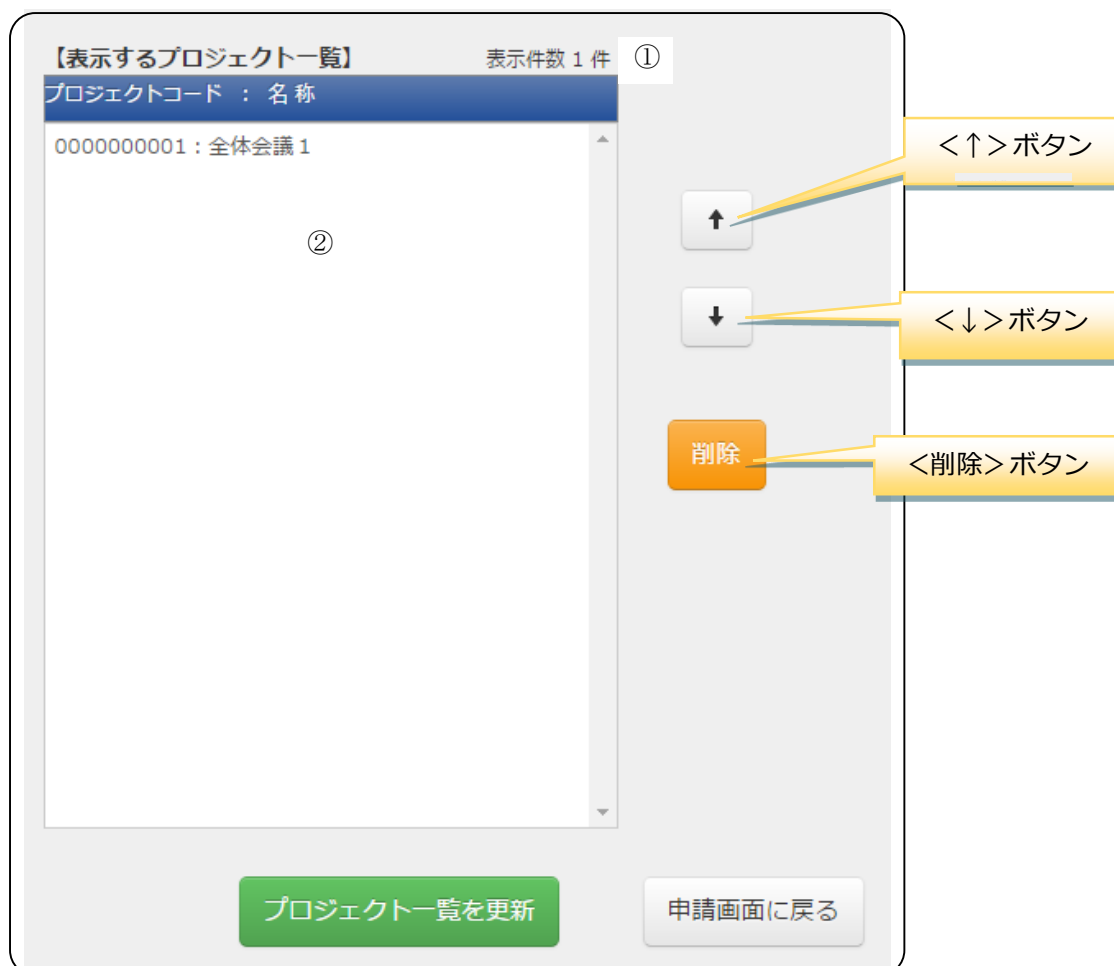 【表示するプロジェクト一覧】 表示件数 1 件 ①
プロジェクトコード : 名称
0000000001:全体会議1
②
↑
<↑>ボタン
↓
<↓>ボタン
削除
<削除>ボタン
プロジェクト一覧を更新
申請画面に戻る